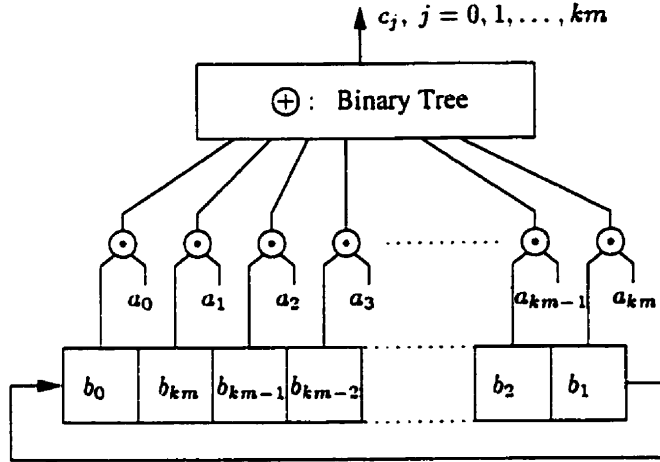 c_j, j = 0, 1, ..., km
⊕ : Binary Tree
a_0 a_1 a_2 a_3 a_{km-1} a_{km}
b_0 b_{km} b_{km-1} b_{km-2} b_2 b_1